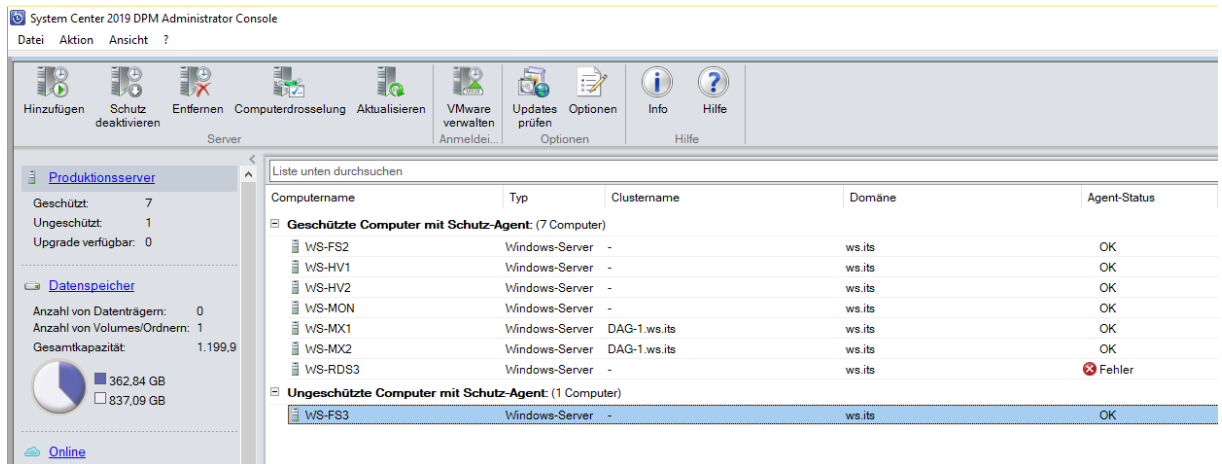 System Center 2019 DPM Administrator Console
Datei Aktion Ansicht ?
Hinzufügen Schutz deaktivieren Entfernen Computerdrosselung Aktualisieren VMware verwalten Updates prüfen Optionen Info Hilfe
Server Anmeldei... Optionen Hilfe
Produktionsserver
Geschützt: 7
Ungeschützt: 1
Upgrade verfügbar: 0
Datenspeicher
Anzahl von Datenträgern: 0
Anzahl von Volumes/Ordnern: 1
Gesamtkapazität: 1.199,9
362,84 GB
837,09 GB
Online
Liste unten durchsuchen
Computername Typ Clustername Domäne Agent-Status
Geschützte Computer mit Schutz-Agent: (7 Computer)
WS-FS2 Windows-Server - ws.its OK
WS-HV1 Windows-Server - ws.its OK
WS-HV2 Windows-Server - ws.its OK
WS-MON Windows-Server - ws.its OK
WS-MX1 Windows-Server DAG-1.ws.its ws.its OK
WS-MX2 Windows-Server DAG-1.ws.its ws.its OK
WS-RDS3 Windows-Server - ws.its Fehler
Ungeschützte Computer mit Schutz-Agent: (1 Computer)
WS-FS3 Windows-Server - ws.its OK